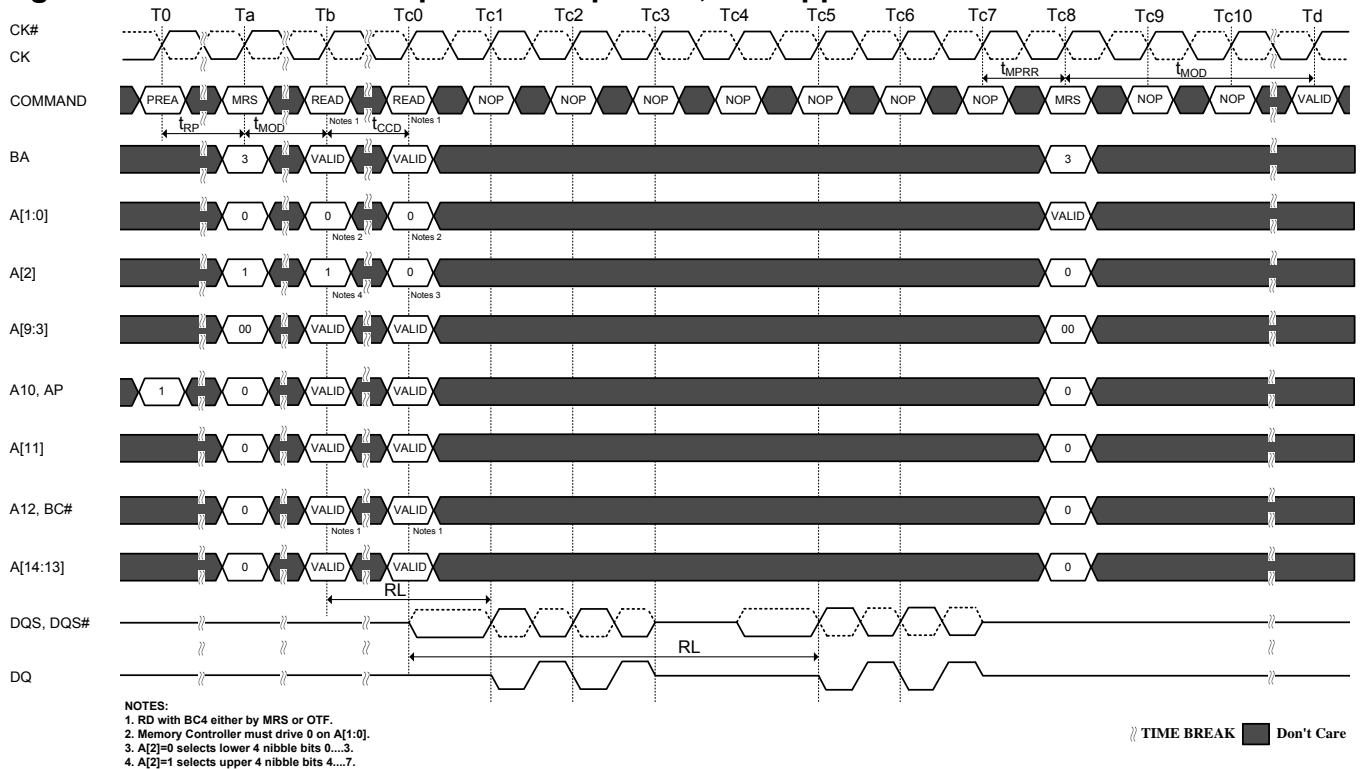 T0 Ta Tb Tc0 Tc1 Tc2 Tc3 Tc4 Tc5 Tc6 Tc7 Tc8 Tc9 Tc10 Td
CK#
CK
tMPRR tMOD
COMMAND PREA MRS READ READ NOP NOP NOP NOP NOP NOP NOP MRS NOP NOP VALID
Notes 1 Notes 1
tRP tMOD tCCD
BA 3 VALID VALID 3
A[1:0] 0 0 0 VALID
Notes 2 Notes 2
A[2] 1 1 0 0
Notes 4 Notes 3
A[9:3] 00 VALID VALID 00
A10, AP 1 0 VALID VALID 0
A[11] 0 VALID VALID 0
A12, BC# 0 VALID VALID 0
Notes 1 Notes 1
A[14:13] 0 VALID VALID 0
RL
DQS, DQS#
RL
DQ
NOTES:
1. RD with BC4 either by MRS or OTF.
2. Memory Controller must drive 0 on A[1:0].
3. A[2]=0 selects lower 4 nibble bits 0....3.
4. A[2]=1 selects upper 4 nibble bits 4....7.
TIME BREAK Don't Care